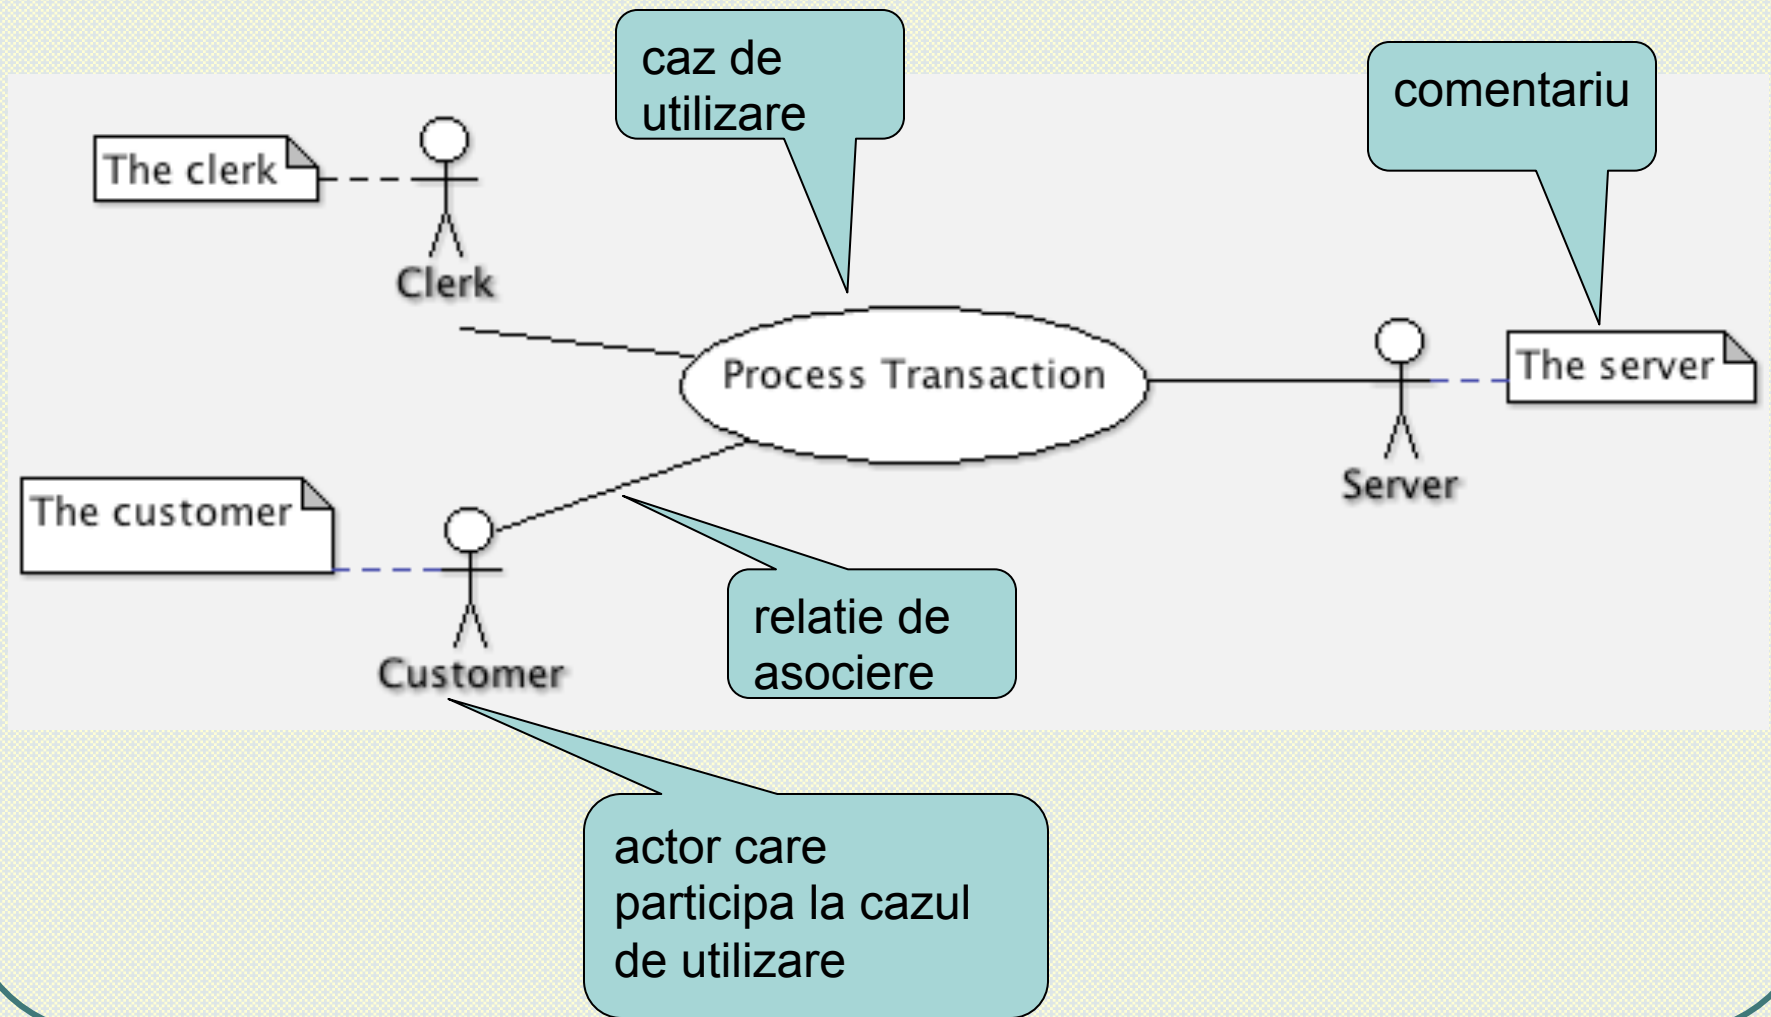 caz de
utilizare
comentariu
The clerk
Clerk
Process Transaction
The server
Server
The customer
Customer
relatie de
asociere
actor care
participa la cazul
de utilizare